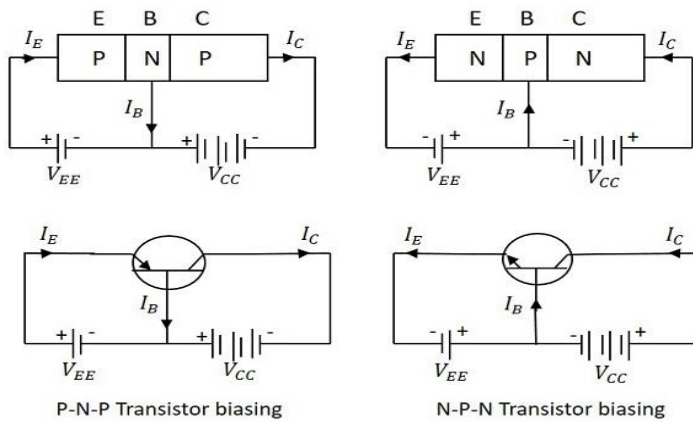 E B C
E B C
I_E
P N P
I_C
I_E
N P N
I_C
I_B
I_B
+ - + -
- + - +
V_EE V_CC
V_EE V_CC
I_E I_C
I_E I_C
I_B
I_B
+ - + -
- + - +
V_EE V_CC
V_EE V_CC
P-N-P Transistor biasing
N-P-N Transistor biasing